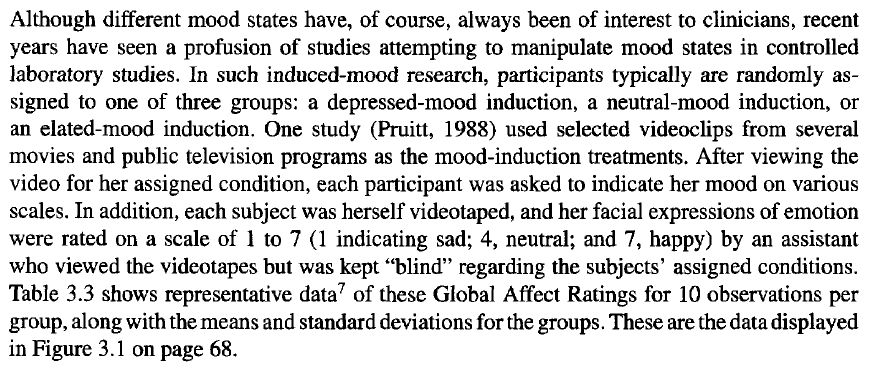 Although different mood states have, of course, always been of interest to clinicians, recent
years have seen a profusion of studies attempting to manipulate mood states in controlled
laboratory studies. In such induced-mood research, participants typically are randomly as-
signed to one of three groups: a depressed-mood induction, a neutral-mood induction, or
an elated-mood induction. One study (Pruitt, 1988) used selected videoclips from several
movies and public television programs as the mood-induction treatments. After viewing the
video for her assigned condition, each participant was asked to indicate her mood on various
scales. In addition, each subject was herself videotaped, and her facial expressions of emotion
were rated on a scale of 1 to 7 (1 indicating sad; 4, neutral; and 7, happy) by an assistant
who viewed the videotapes but was kept “blind” regarding the subjects’ assigned conditions.
Table 3.3 shows representative data⁷ of these Global Affect Ratings for 10 observations per
group, along with the means and standard deviations for the groups. These are the data displayed
in Figure 3.1 on page 68.